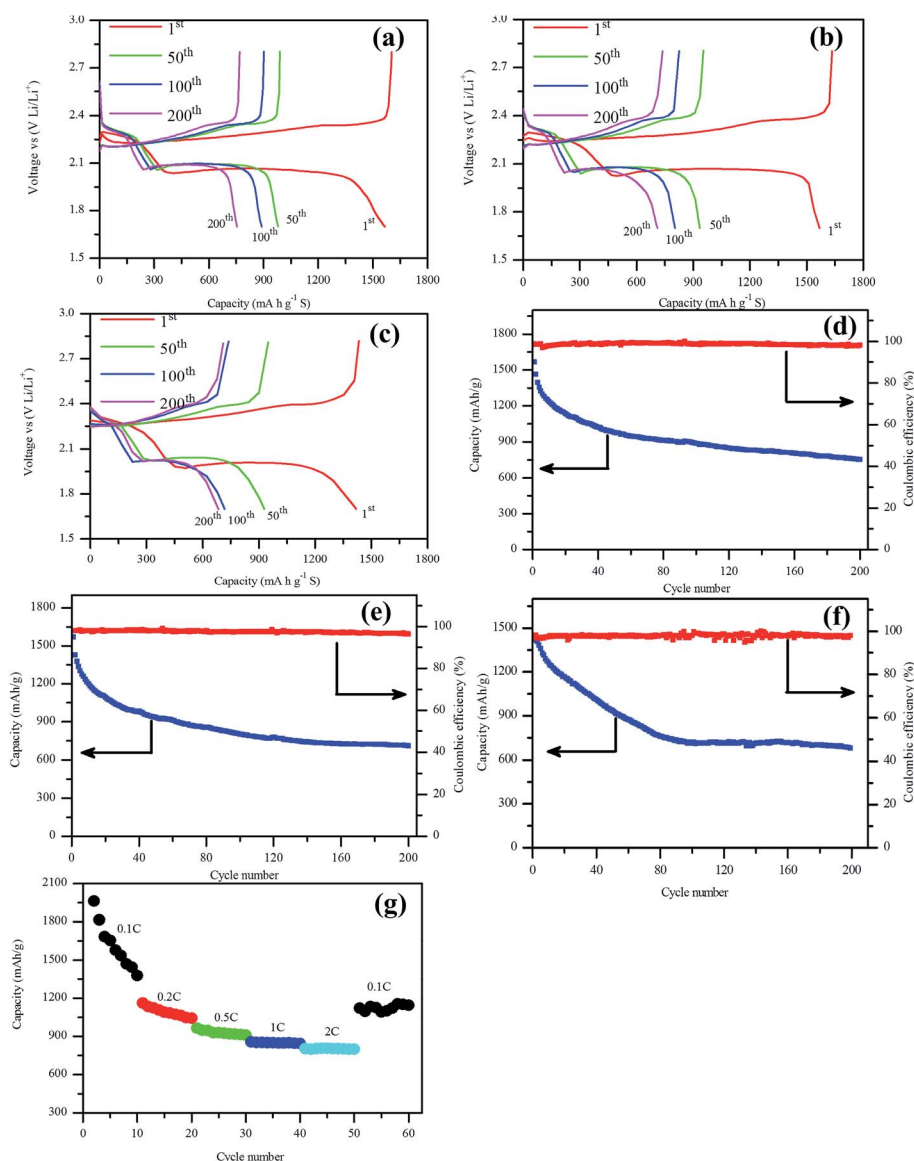 (a)
1st
50th
100th
200th
3.0
2.7
2.4
2.1
1.8
1.5
Voltage vs (V Li/Li+)
200th
100th
50th
1st
0 300 600 900 1200 1500 1800
Capacity (mA h g-1 S)
(b)
1st
50th
100th
200th
3.0
2.7
2.4
2.1
1.8
1.5
Voltage vs (V Li/Li+)
200th
100th
50th
1st
0 300 600 900 1200 1500 1800
Capacity (mA h g-1 S)
(c)
1st
50th
100th
200th
3.0
2.7
2.4
2.1
1.8
1.5
Voltage vs (V Li/Li+)
200th
100th
50th
1st
0 300 600 900 1200 1500 1800
Capacity (mA h g-1 S)
(d)
1800
1500
1200
900
600
300
0
Capacity (mAh/g)
100
80
60
40
20
0
Coulombic efficiency (%)
0 40 80 120 160 200
Cycle number
(e)
1800
1500
1200
900
600
300
0
Capacity (mAh/g)
100
80
60
40
20
0
Coulombic efficiency (%)
0 40 80 120 160 200
Cycle number
(f)
1500
1200
900
600
300
0
Capacity (mAh/g)
100
80
60
40
20
0
Coulombic efficiency (%)
0 40 80 120 160 200
Cycle number
(g)
2100
1800
1500
1200
900
600
300
Capacity (mAh/g)
0.1C
0.2C
0.5C
1C
2C
0.1C
0 10 20 30 40 50 60
Cycle number